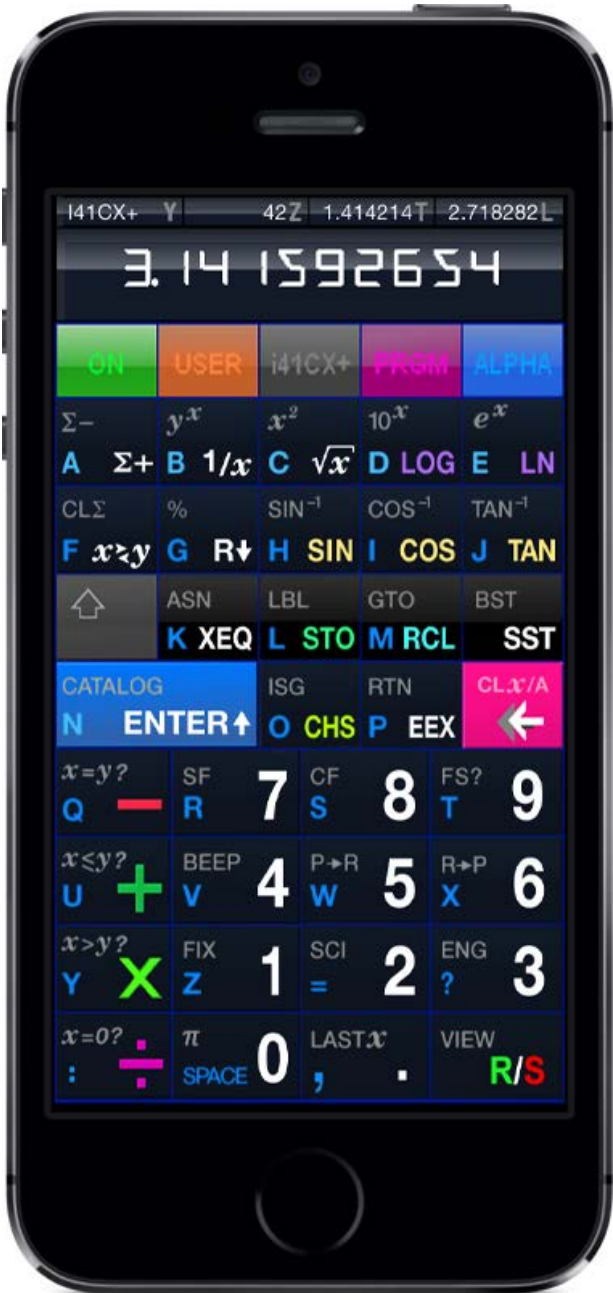 I41CX+ Y 42 Z 1.414214 T 2.718282 L
3.141592654
ON USER i41CX+ PRGM ALPHA
Σ− yˣ x² 10ˣ eˣ
A Σ+ B 1/x C √x D LOG E LN
CLΣ % SIN⁻¹ COS⁻¹ TAN⁻¹
F x≷y G R↓ H SIN I COS J TAN
ASN LBL GTO BST
K XEQ L STO M RCL SST
CATALOG ISG RTN CLx/A
N ENTER↑ O CHS P EEX
x=y? SF 7 CF 8 FS? 9
Q − R S T
x≤y? BEEP 4 P→R 5 R→P 6
U + V W X
x>y? FIX 1 SCI 2 ENG 3
Y × Z = ?
x=0? π 0 LASTx VIEW
: ÷ SPACE , . R/S